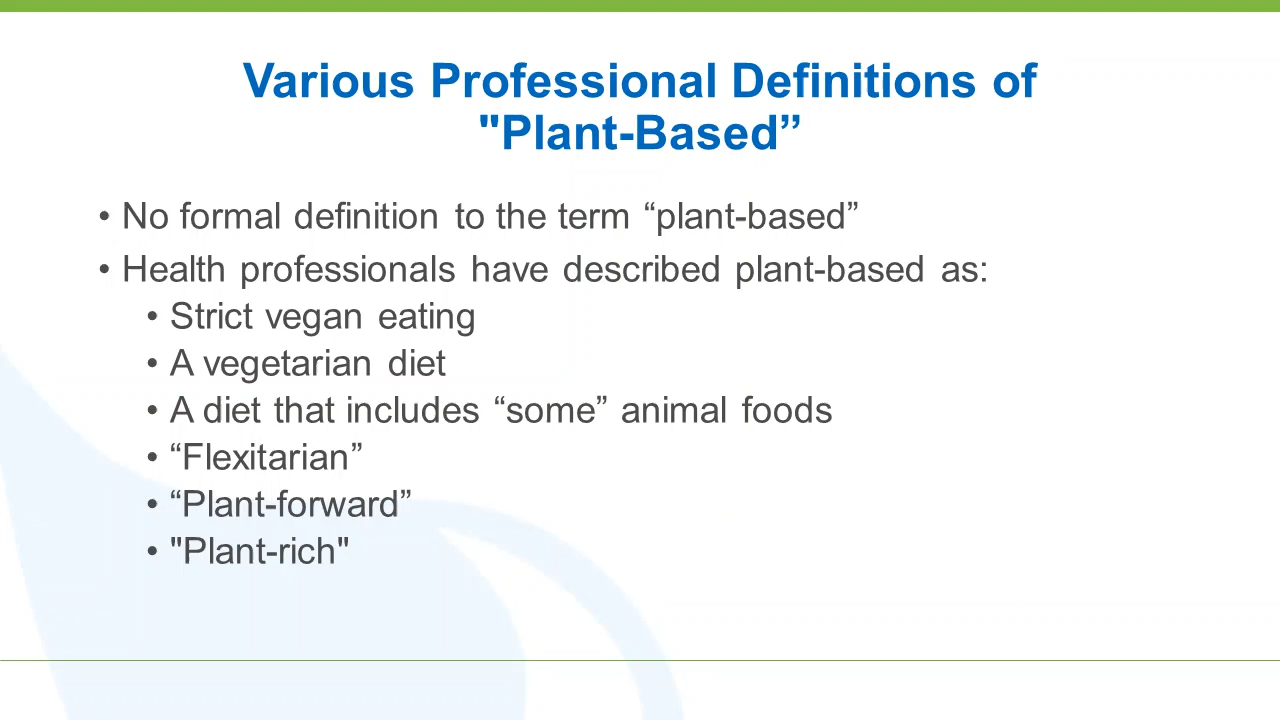 Various Professional Definitions of
"Plant-Based”
• No formal definition to the term “plant-based”
• Health professionals have described plant-based as:
• Strict vegan eating
• A vegetarian diet
• A diet that includes “some” animal foods
• “Flexitarian”
• “Plant-forward”
• "Plant-rich"